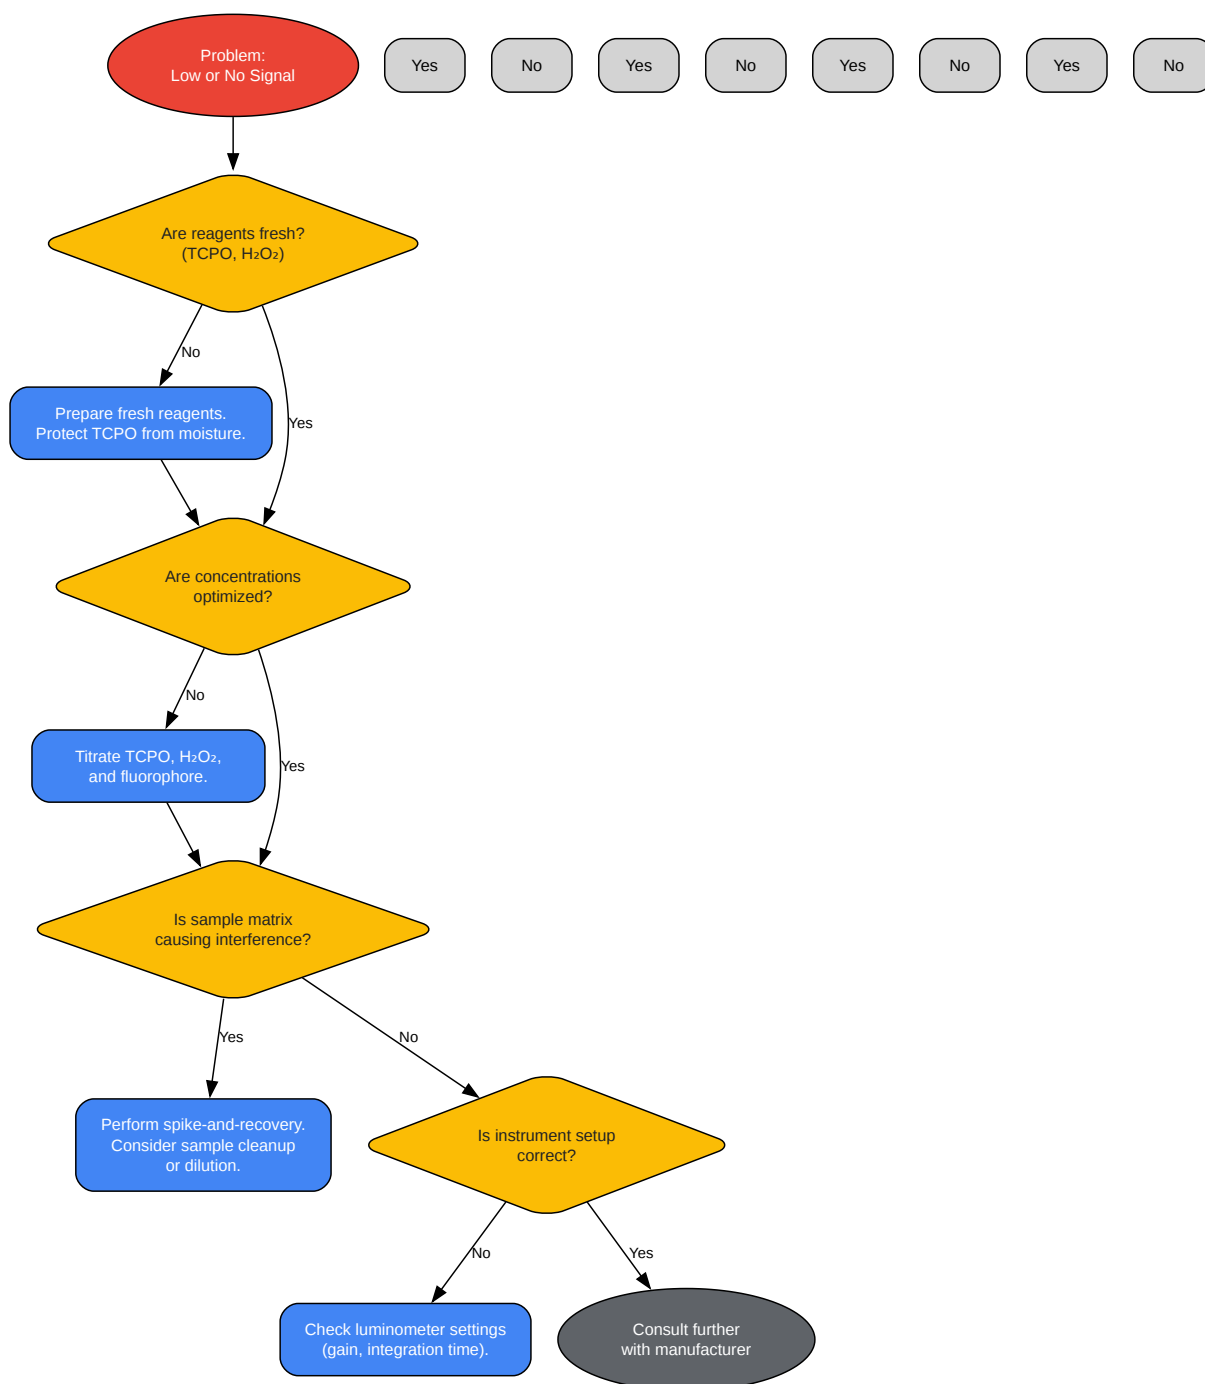 Problem:
Low or No Signal
Yes
No
Yes
No
Yes
No
Yes
No
Are reagents fresh?
(TCPO, H₂O₂)
No
Prepare fresh reagents.
Protect TCPO from moisture.
Yes
Are concentrations
optimized?
No
Titrate TCPO, H₂O₂,
and fluorophore.
Yes
Is sample matrix
causing interference?
Yes
No
Perform spike-and-recovery.
Consider sample cleanup
or dilution.
Is instrument setup
correct?
No
Yes
Check luminometer settings
(gain, integration time).
Consult further
with manufacturer